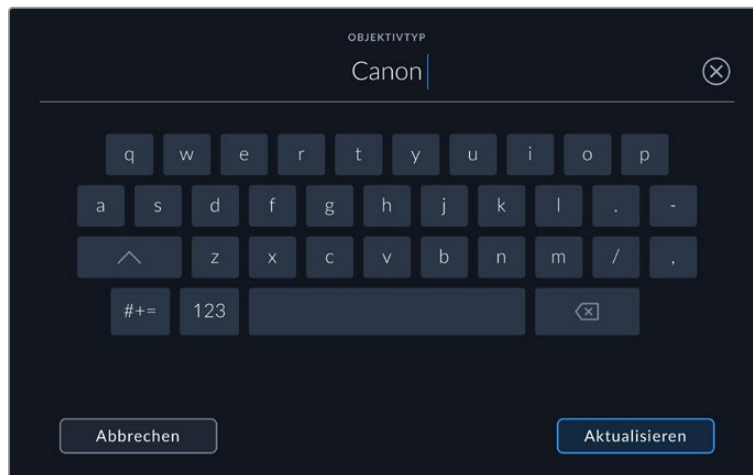 OBJEKTIVTYP
Canon
q w e r t y u i o p
a s d f g h j k l . -
z x c v b n m / ,
#+= 123
Abbrechen Aktualisieren